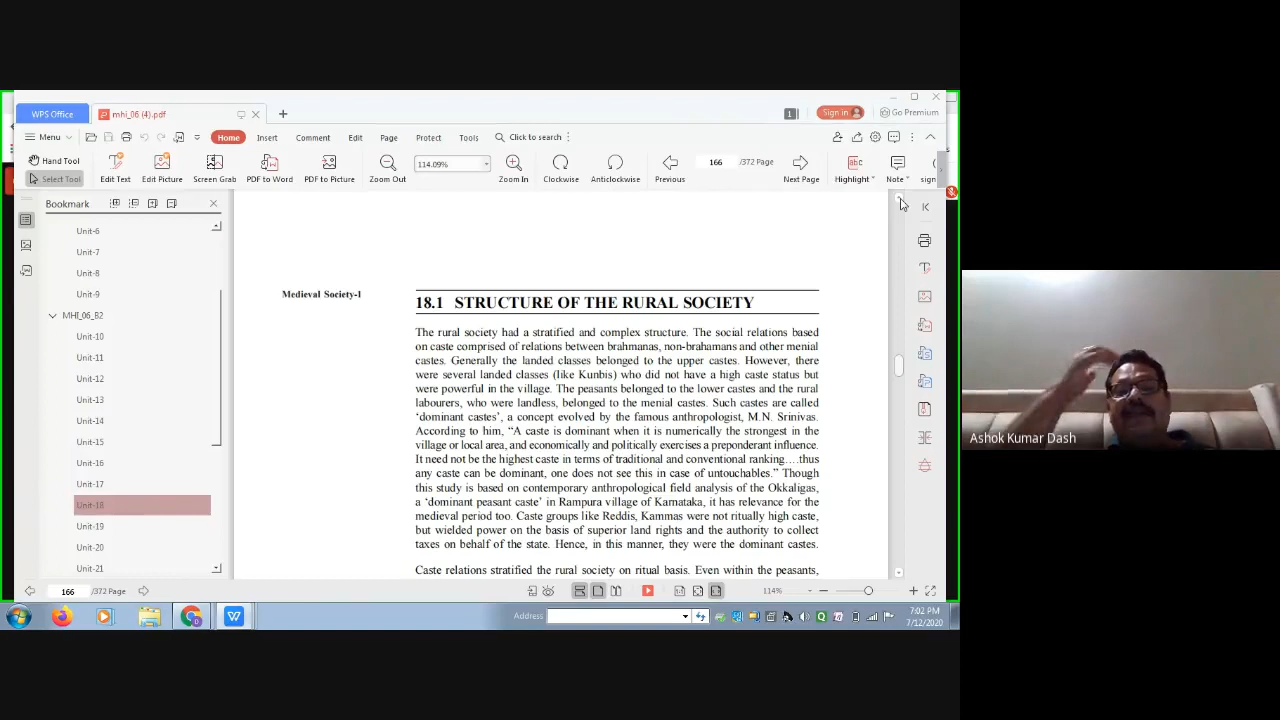 WPS Office
mhi_06 (4).pdf
1
Sign in
Go Premium
Menu
Home
Insert
Comment
Edit
Page
Protect
Tools
Click to search
Hand Tool
Select Tool
Edit Text
Edit Picture
Screen Grab
PDF to Word
PDF to Picture
Zoom Out
114.09%
Zoom In
Clockwise
Anticlockwise
Previous
166
/372 Page
Next Page
Highlight
Note
sign
Bookmark
Unit-6
Unit-7
Unit-8
Unit-9
MHI_06_B2
Unit-10
Unit-11
Unit-12
Unit-13
Unit-14
Unit-15
Unit-16
Unit-17
Unit-18
Unit-19
Unit-20
Unit-21
Medieval Society-I
18.1 STRUCTURE OF THE RURAL SOCIETY
The rural society had a stratified and complex structure. The social relations based
on caste comprised of relations between brahmanas, non-brahamans and other menial
castes. Generally the landed classes belonged to the upper castes. However, there
were several landed classes (like Kunbis) who did not have a high caste status but
were powerful in the village. The peasants belonged to the lower castes and the rural
labourers, who were landless, belonged to the menial castes. Such castes are called
‘dominant castes’, a concept evolved by the famous anthropologist, M.N. Srinivas.
According to him, “A caste is dominant when it is numerically the strongest in the
village or local area, and economically and politically exercises a preponderant influence.
It need not be the highest caste in terms of traditional and conventional ranking….thus
any caste can be dominant, one does not see this in case of untouchables.” Though
this study is based on contemporary anthropological field analysis of the Okkaligas,
a ‘dominant peasant caste’ in Rampura village of Karnataka, it has relevance for the
medieval period too. Caste groups like Reddis, Kammas were not ritually high caste,
but wielded power on the basis of superior land rights and the authority to collect
taxes on behalf of the state. Hence, in this manner, they were the dominant castes.
Caste relations stratified the rural society on ritual basis. Even within the peasants,
166
/372 Page
114%
Address
7:02 PM
7/12/2020
Ashok Kumar Dash